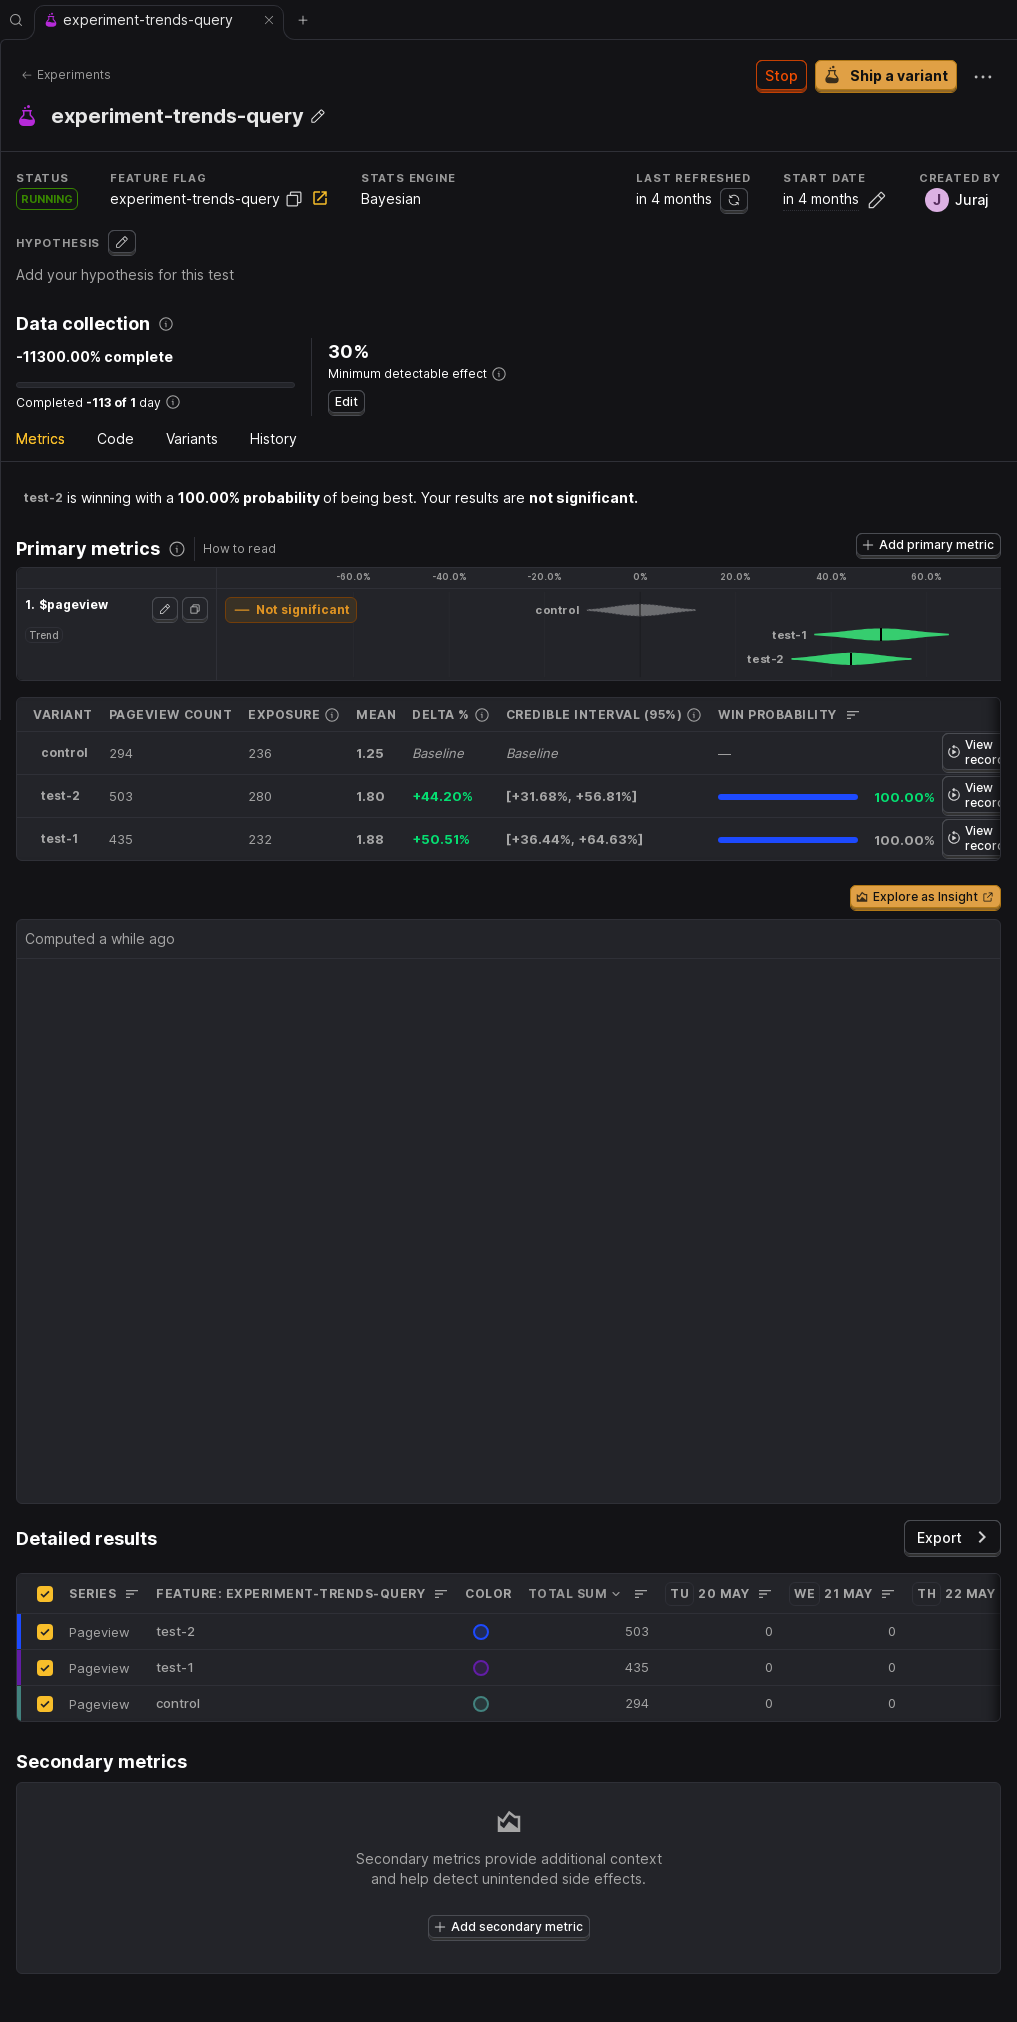 experiment-trends-query
Experiments
Stop
Ship a variant
experiment-trends-query
STATUS
FEATURE FLAG
STATS ENGINE
LAST REFRESHED
START DATE
CREATED BY
RUNNING
experiment-trends-query
Bayesian
in 4 months
in 4 months
J
Juraj
HYPOTHESIS
Add your hypothesis for this test
Data collection
-11300.00% complete
Completed -113 of 1 day
30%
Minimum detectable effect
Edit
Metrics
Code
Variants
History
test-2 is winning with a 100.00% probability of being best. Your results are not significant.
Primary metrics
How to read
Add primary metric
-60.0% -40.0% -20.0% 0% 20.0% 40.0% 60.0%
1. $pageview
Trend
Not significant
control
test-1
test-2
VARIANT PAGEVIEW COUNT EXPOSURE MEAN DELTA % CREDIBLE INTERVAL (95%) WIN PROBABILITY
control 294 236 1.25 Baseline Baseline — View recor
test-2 503 280 1.80 +44.20% [+31.68%, +56.81%] 100.00% View recor
test-1 435 232 1.88 +50.51% [+36.44%, +64.63%] 100.00% View recor
Explore as Insight
Computed a while ago
Detailed results
Export
SERIES FEATURE: EXPERIMENT-TRENDS-QUERY COLOR TOTAL SUM TU 20 MAY WE 21 MAY TH 22 MAY
Pageview test-2 503 0 0
Pageview test-1 435 0 0
Pageview control 294 0 0
Secondary metrics
Secondary metrics provide additional context
and help detect unintended side effects.
Add secondary metric